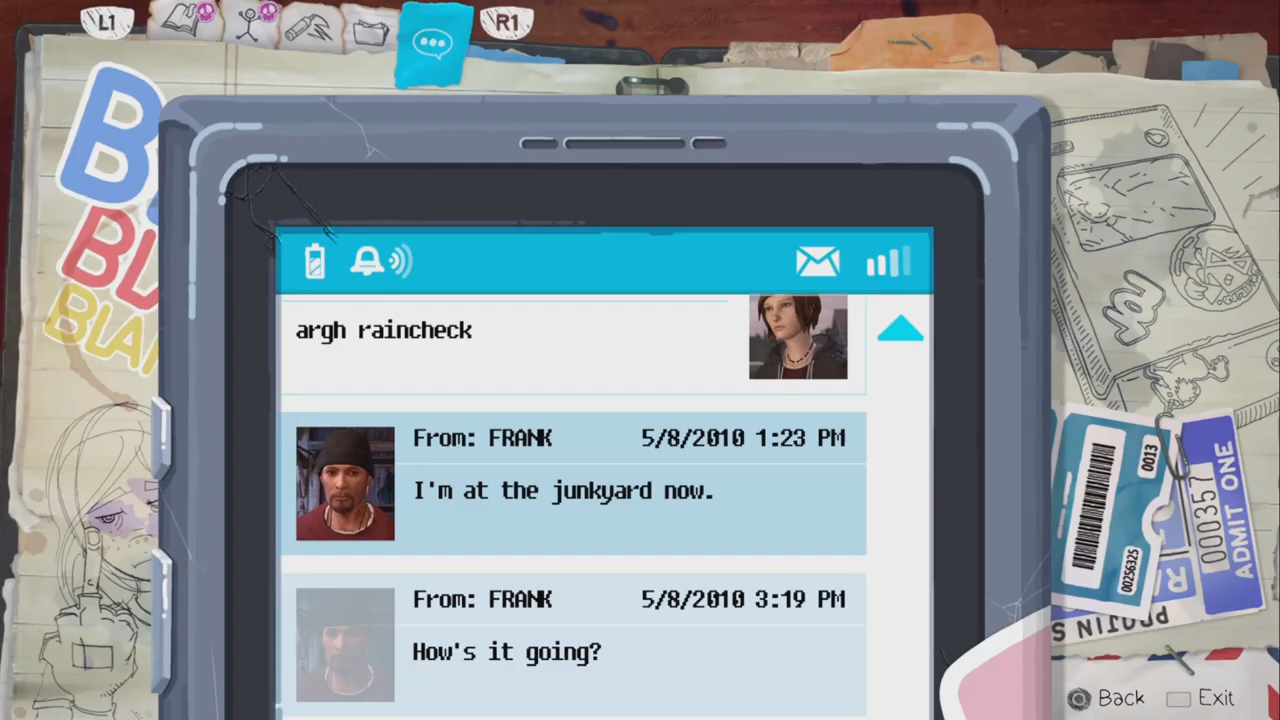 L1
R1
argh raincheck
From: FRANK 5/8/2010 1:23 PM
I'm at the junkyard now.
From: FRANK 5/8/2010 3:19 PM
How's it going?
0013
00256325
000357
ADMIT ONE
Back
Exit